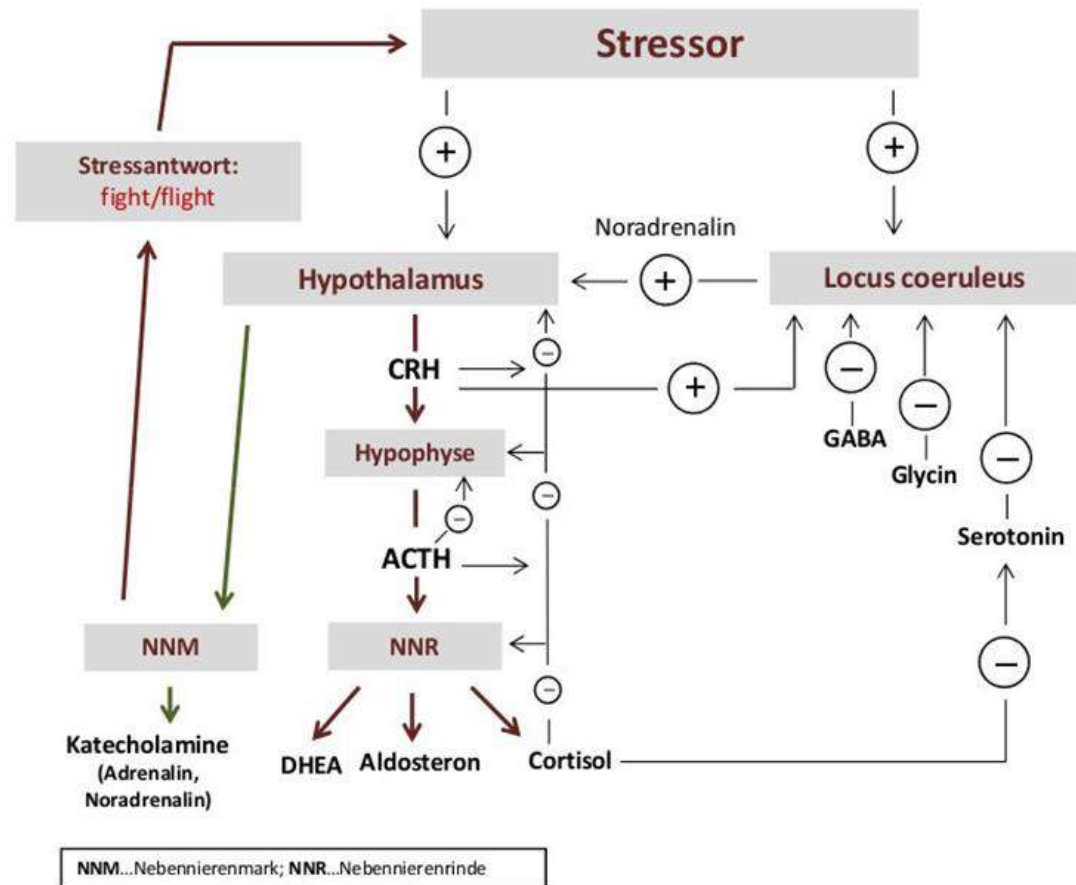 Stressor
+
+
Stressantwort:
fight/flight
Noradrenalin
+
Hypothalamus
Locus coeruleus
−
CRH
+
−
GABA
−
Glycin
−
Serotonin
Hypophyse
−
−
ACTH
NNM
NNR
−
−
Katecholamine
(Adrenalin,
Noradrenalin)
DHEA
Aldosteron
Cortisol
NNM...Nebennierenmark; NNR...Nebennierenrinde